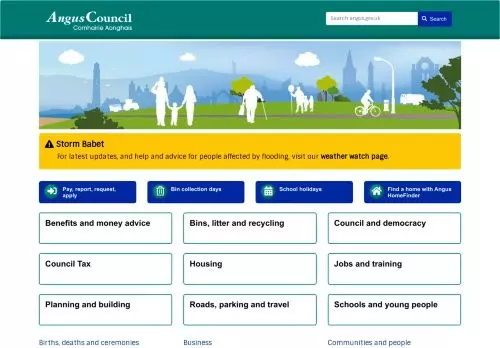 Angus Council
Comhairle Aonghais
Search angus.gov.uk
Search
Storm Babet
For latest updates, and help and advice for people affected by flooding, visit our weather watch page.
Pay, report, request,
apply
Bin collection days
School holidays
Find a home with Angus
HomeFinder
Benefits and money advice
Bins, litter and recycling
Council and democracy
Council Tax
Housing
Jobs and training
Planning and building
Roads, parking and travel
Schools and young people
Births, deaths and ceremonies
Business
Communities and people